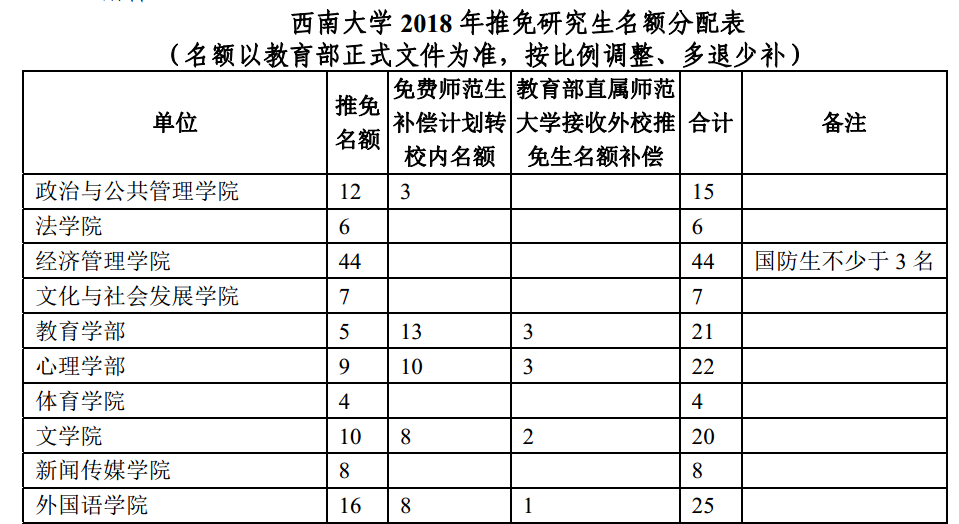 西南大学 2018 年推免研究生名额分配表
（名额以教育部正式文件为准，按比例调整、多退少补）
单位 推免名额 免费师范生补偿计划转校内名额 教育部直属师范大学接收外校推免生名额补偿 合计 备注
政治与公共管理学院 12 3 15
法学院 6 6
经济管理学院 44 44 国防生不少于 3 名
文化与社会发展学院 7 7
教育学部 5 13 3 21
心理学部 9 10 3 22
体育学院 4 4
文学院 10 8 2 20
新闻传媒学院 8 8
外国语学院 16 8 1 25